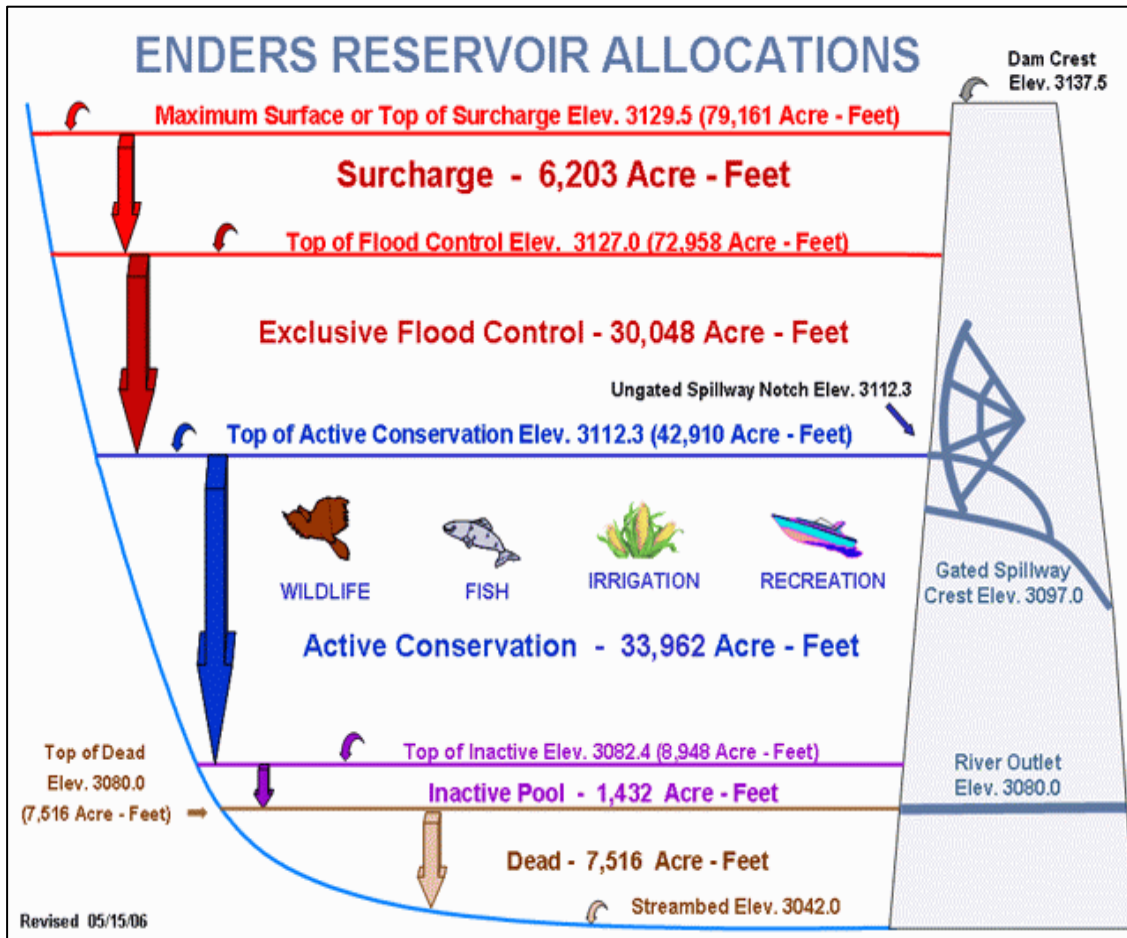 ENDERS RESERVOIR ALLOCATIONS
Dam Crest
Elev. 3137.5
Maximum Surface or Top of Surcharge Elev. 3129.5 (79,161 Acre - Feet)
Surcharge - 6,203 Acre - Feet
Top of Flood Control Elev. 3127.0 (72,958 Acre - Feet)
Exclusive Flood Control - 30,048 Acre - Feet
Ungated Spillway Notch Elev. 3112.3
Top of Active Conservation Elev. 3112.3 (42,910 Acre - Feet)
WILDLIFE
FISH
IRRIGATION
RECREATION
Gated Spillway
Crest Elev. 3097.0
Active Conservation - 33,962 Acre - Feet
Top of Inactive Elev. 3082.4 (8,948 Acre - Feet)
Top of Dead
Elev. 3080.0
(7,516 Acre - Feet)
Inactive Pool - 1,432 Acre - Feet
River Outlet
Elev. 3080.0
Dead - 7,516 Acre - Feet
Streambed Elev. 3042.0
Revised 05/15/06